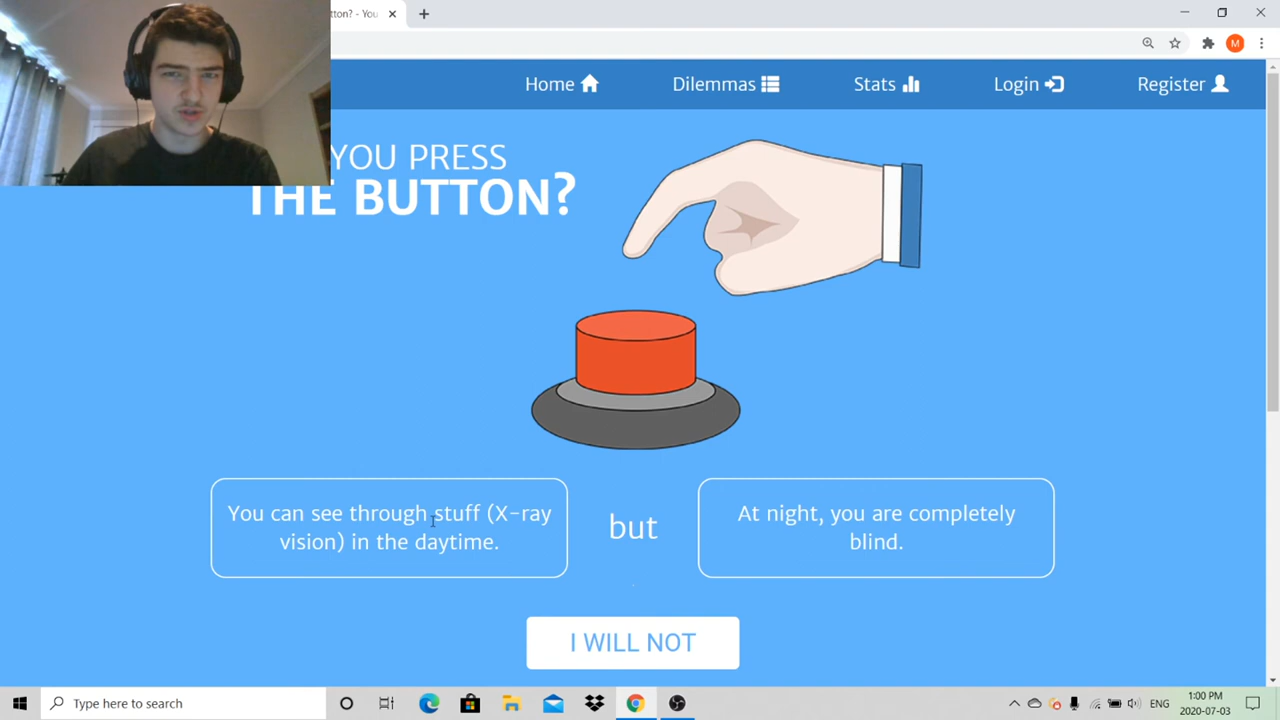 tton? - You
Home
Dilemmas
Stats
Login
Register
M
YOU PRESS
THE BUTTON?
You can see through stuff (X-ray
vision) in the daytime.
but
At night, you are completely
blind.
I WILL NOT
Type here to search
ENG
1:00 PM
2020-07-03